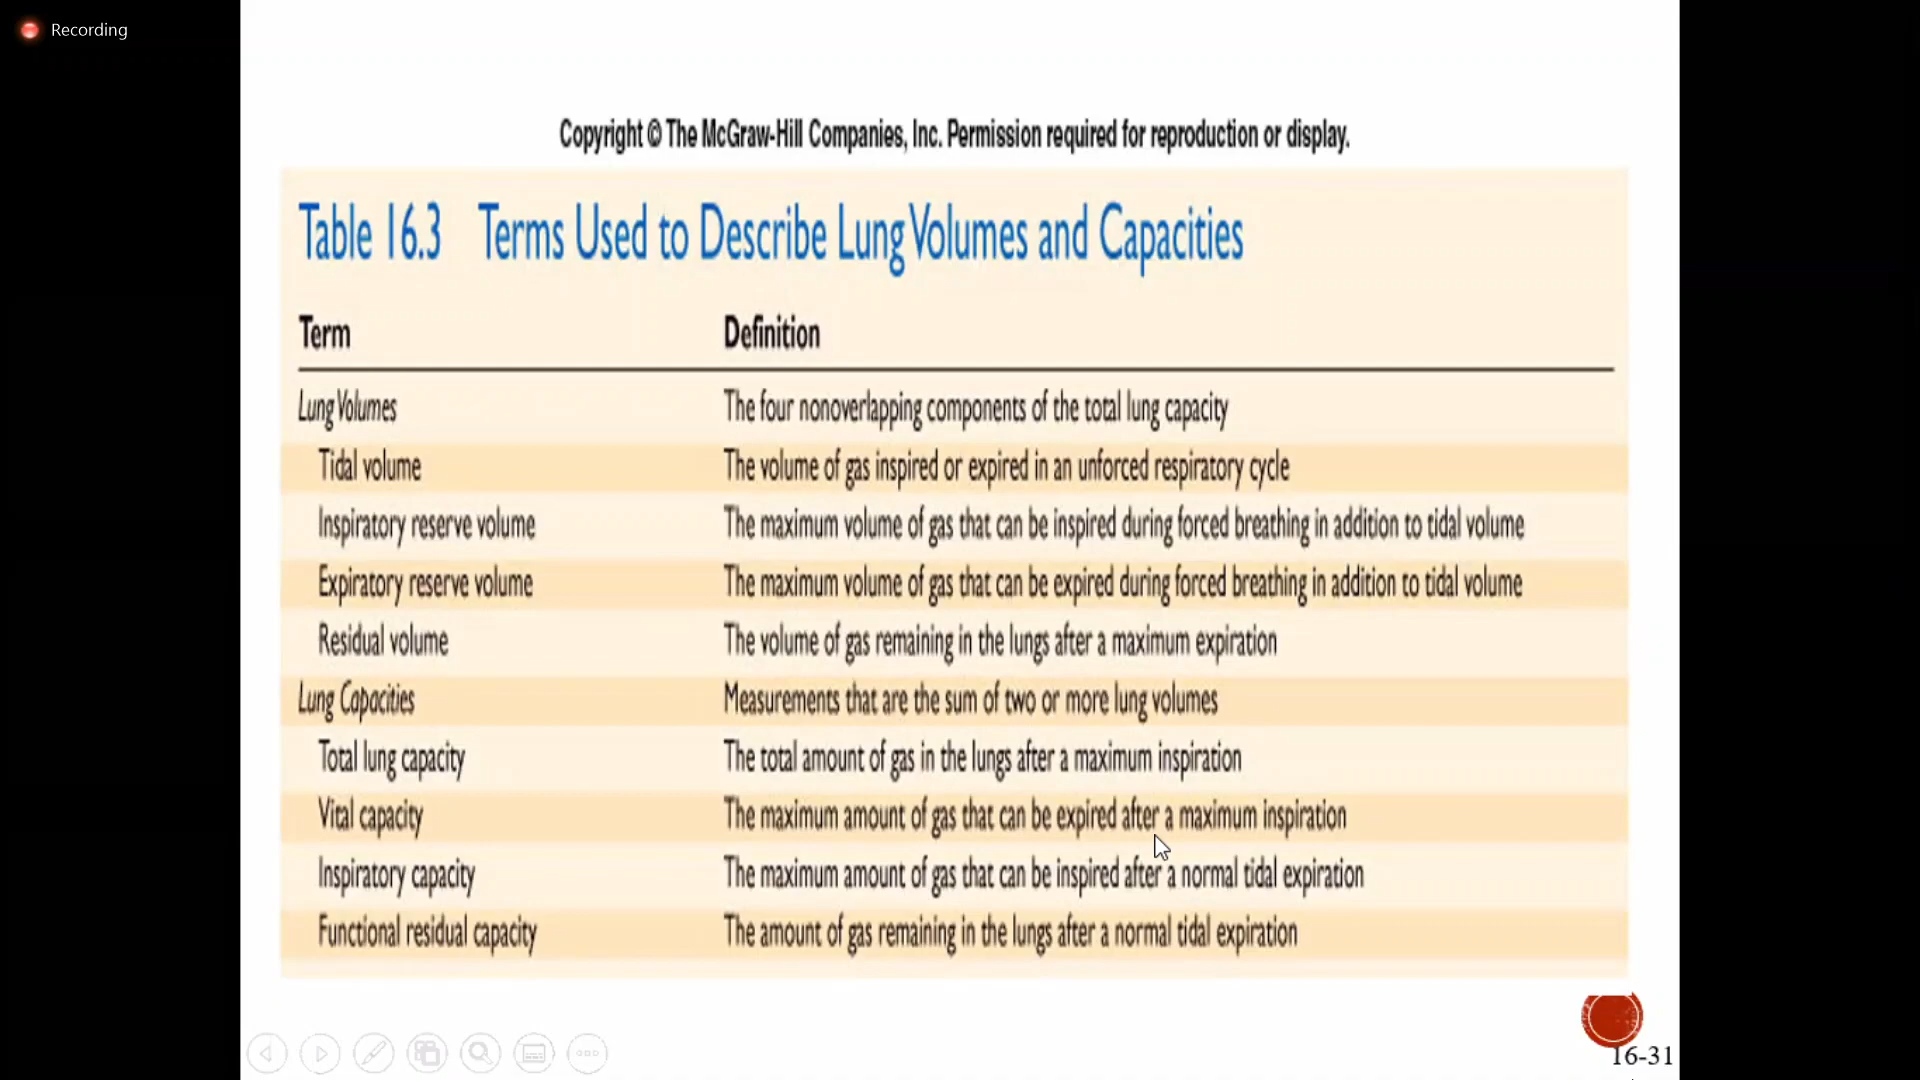 Recording
Copyright © The McGraw-Hill Companies, Inc. Permission required for reproduction or display.
Table 16.3 Terms Used to Describe Lung Volumes and Capacities
Term Definition
Lung Volumes The four nonoverlapping components of the total lung capacity
Tidal volume The volume of gas inspired or expired in an unforced respiratory cycle
Inspiratory reserve volume The maximum volume of gas that can be inspired during forced breathing in addition to tidal volume
Expiratory reserve volume The maximum volume of gas that can be expired during forced breathing in addition to tidal volume
Residual volume The volume of gas remaining in the lungs after a maximum expiration
Lung Capacities Measurements that are the sum of two or more lung volumes
Total lung capacity The total amount of gas in the lungs after a maximum inspiration
Vital capacity The maximum amount of gas that can be expired after a maximum inspiration
Inspiratory capacity The maximum amount of gas that can be inspired after a normal tidal expiration
Functional residual capacity The amount of gas remaining in the lungs after a normal tidal expiration
16-31